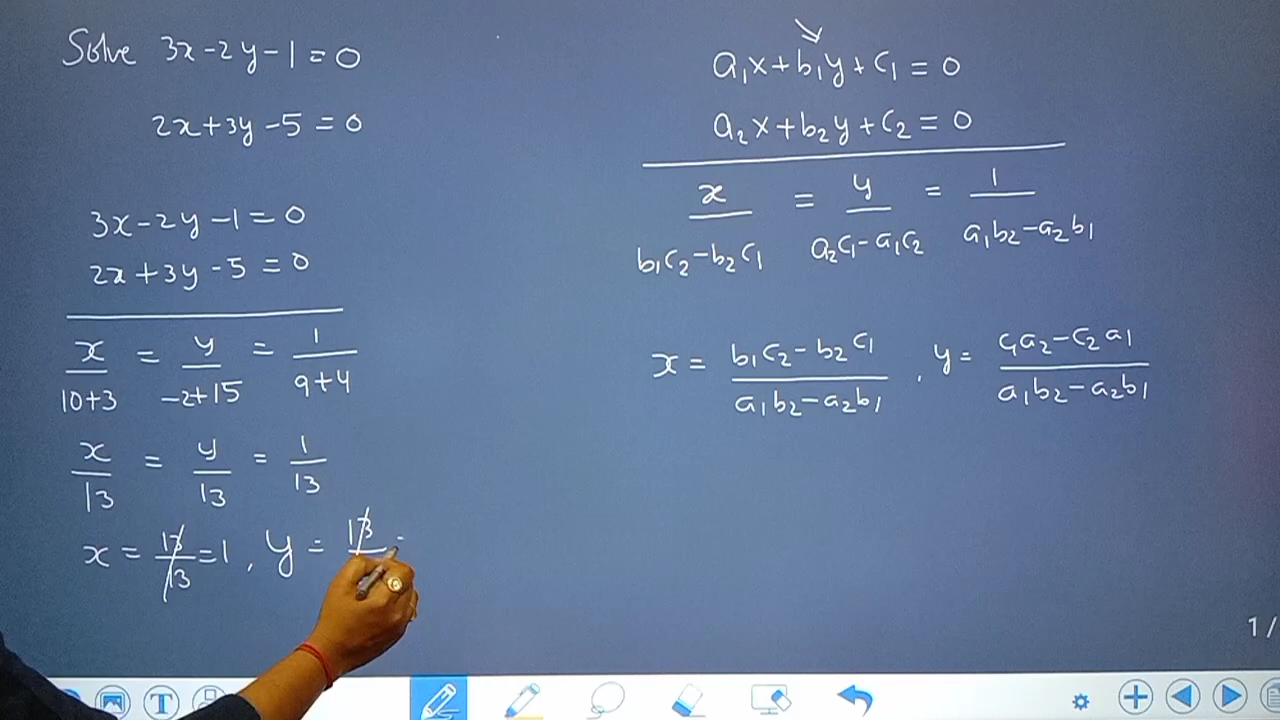 Solve 3x-2y-1=0
2x+3y-5=0
3x-2y-1=0
2x+3y-5=0
x/10+3 = y/-2+15 = 1/9+4
x/13 = y/13 = 1/13
x = 13/13 = 1, y = 13
a₁x+b₁y+c₁=0
a₂x+b₂y+c₂=0
x/b₁c₂-b₂c₁ = y/a₂c₁-a₁c₂ = 1/a₁b₂-a₂b₁
x = b₁c₂-b₂c₁/a₁b₂-a₂b₁, y = c₁a₂-c₂a₁/a₁b₂-a₂b₁
1/
T